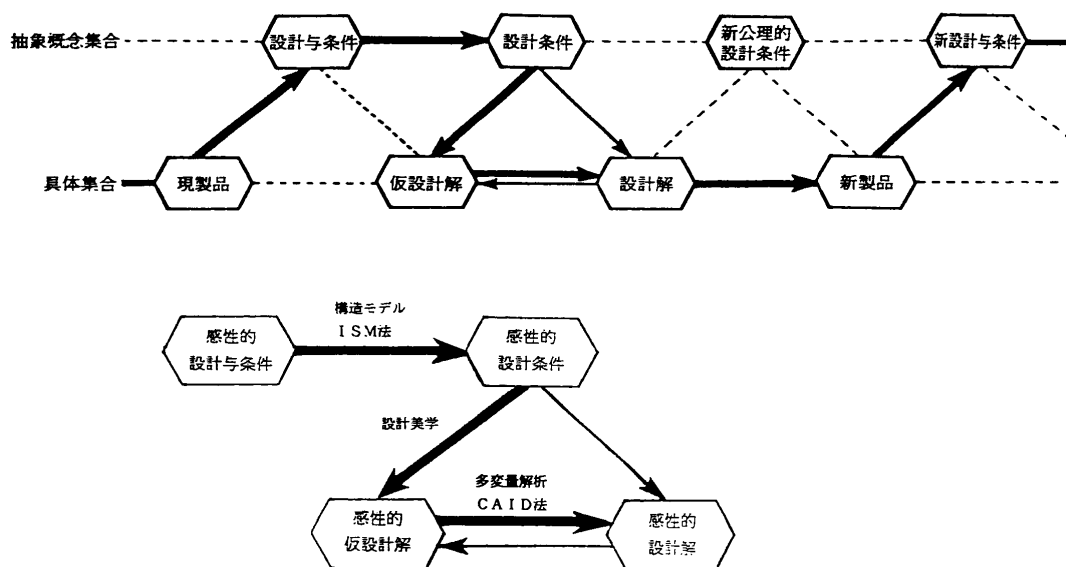 抽象概念集合
設計与条件
設計条件
新公理的
設計条件
新設計与条件
具体集合
現製品
仮設計解
設計解
新製品
構造モデル
ISM法
感性的
設計与条件
感性的
設計条件
設計美学
多変量解析
CAID法
感性的
仮設計解
感性的
設計解